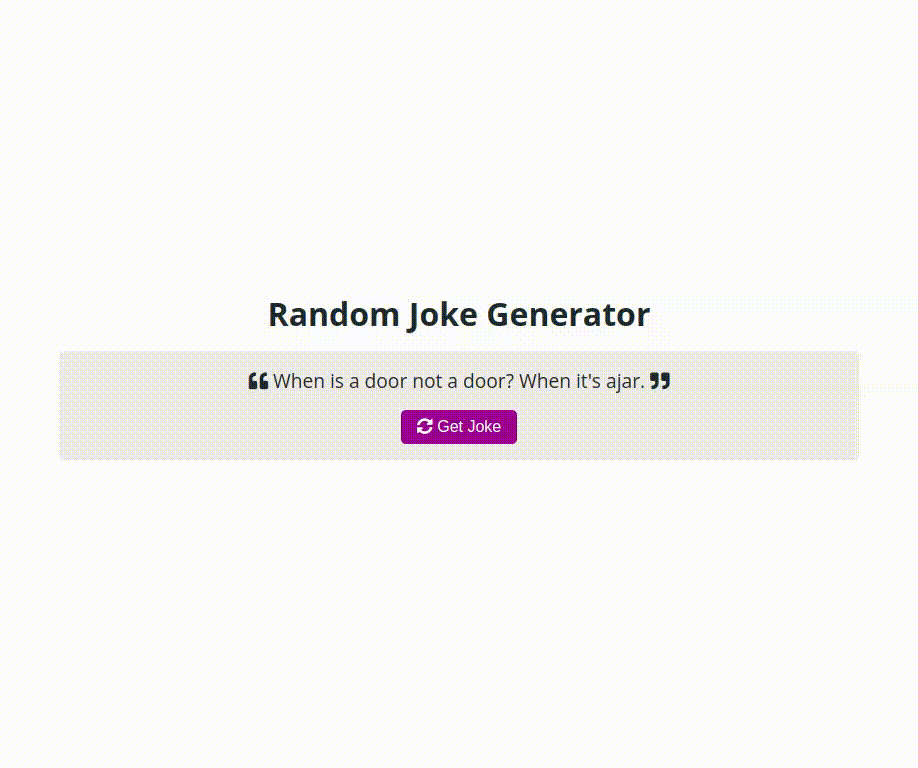 Random Joke Generator
❝ When is a door not a door? When it's ajar. ❞
Get Joke